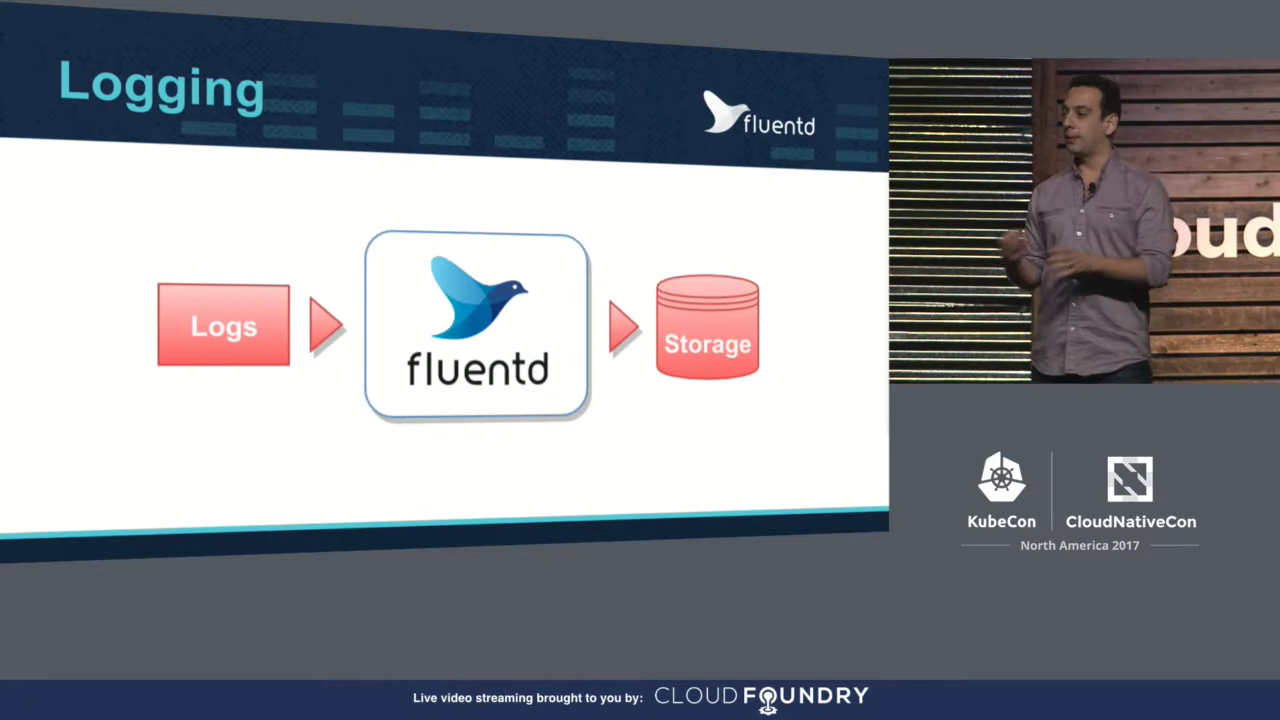 Logging
fluentd
Logs
fluentd
Storage
oud
KubeCon
CloudNativeCon
North America 2017
Live video streaming brought to you by: CLOUD FOUNDRY